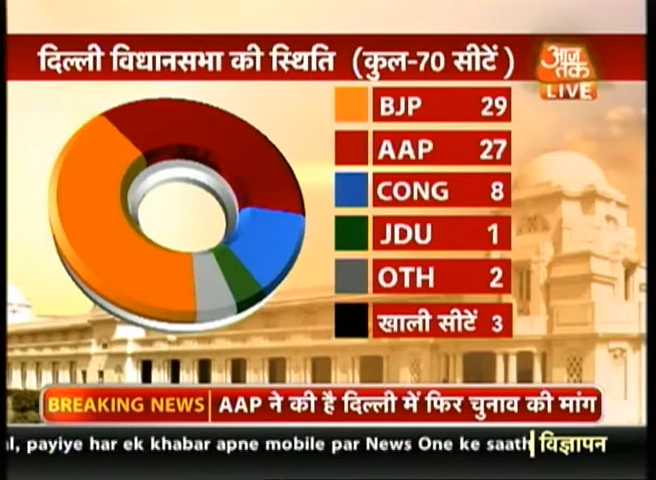 दिल्ली विधानसभा की स्थिति (कुल-70 सीटें)
आज तक
LIVE
BJP 29
AAP 27
CONG 8
JDU 1
OTH 2
खाली सीटें 3
BREAKING NEWS AAP ने की है दिल्ली में फिर चुनाव की मांग
l, payiye har ek khabar apne mobile par News One ke saath विज्ञापन